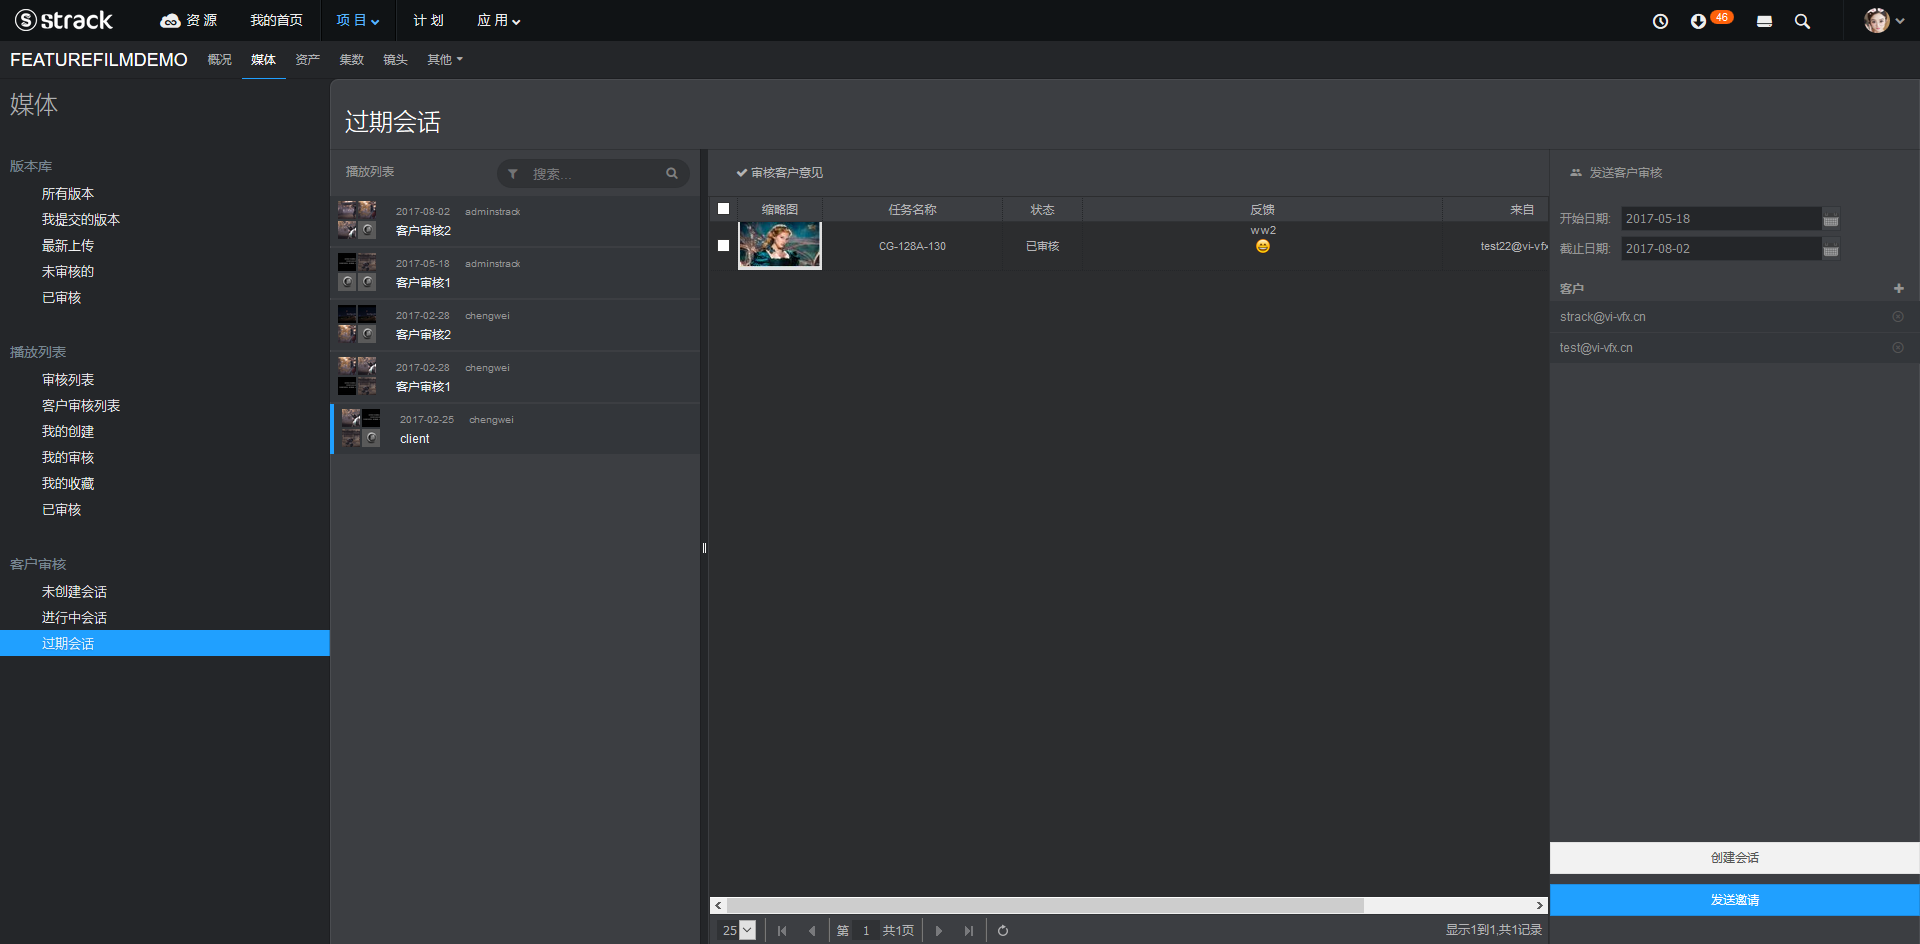 strack 资 源 我的首页 项 目 计 划 应 用 46
FEATUREFILMDEMO 概况 媒体 资产 集数 镜头 其他
媒体
版本库
所有版本
我提交的版本
最新上传
未审核的
已审核
播放列表
审核列表
客户审核列表
我的创建
我的审核
我的收藏
已审核
客户审核
未创建会话
进行中会话
过期会话
过期会话
播放列表 搜索...
2017-08-02 adminstrack
客户审核2
2017-05-18 adminstrack
客户审核1
2017-02-28 chengwei
客户审核2
2017-02-28 chengwei
客户审核1
2017-02-25 chengwei
client
审核客户意见
缩略图 任务名称 状态 反馈 来自
CG-128A-130 已审核 ww2 test22@vi-vfx
25 第 1 共1页 显示1到1,共1记录
发送客户审核
开始日期: 2017-05-18
截止日期: 2017-08-02
客户
strack@vi-vfx.cn
test@vi-vfx.cn
创建会话
发送邀请